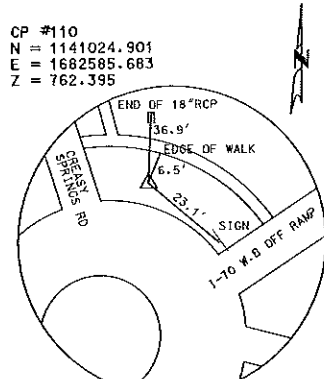 CP #110
N = 1141024.901
E = 1682585.683
Z = 762.395
N
END OF 18"RCP
36.9'
EDGE OF WALK
6.5'
CREASY
SPRINGS RD
23.1'
SIGN
I-70 W.B OFF RAMP